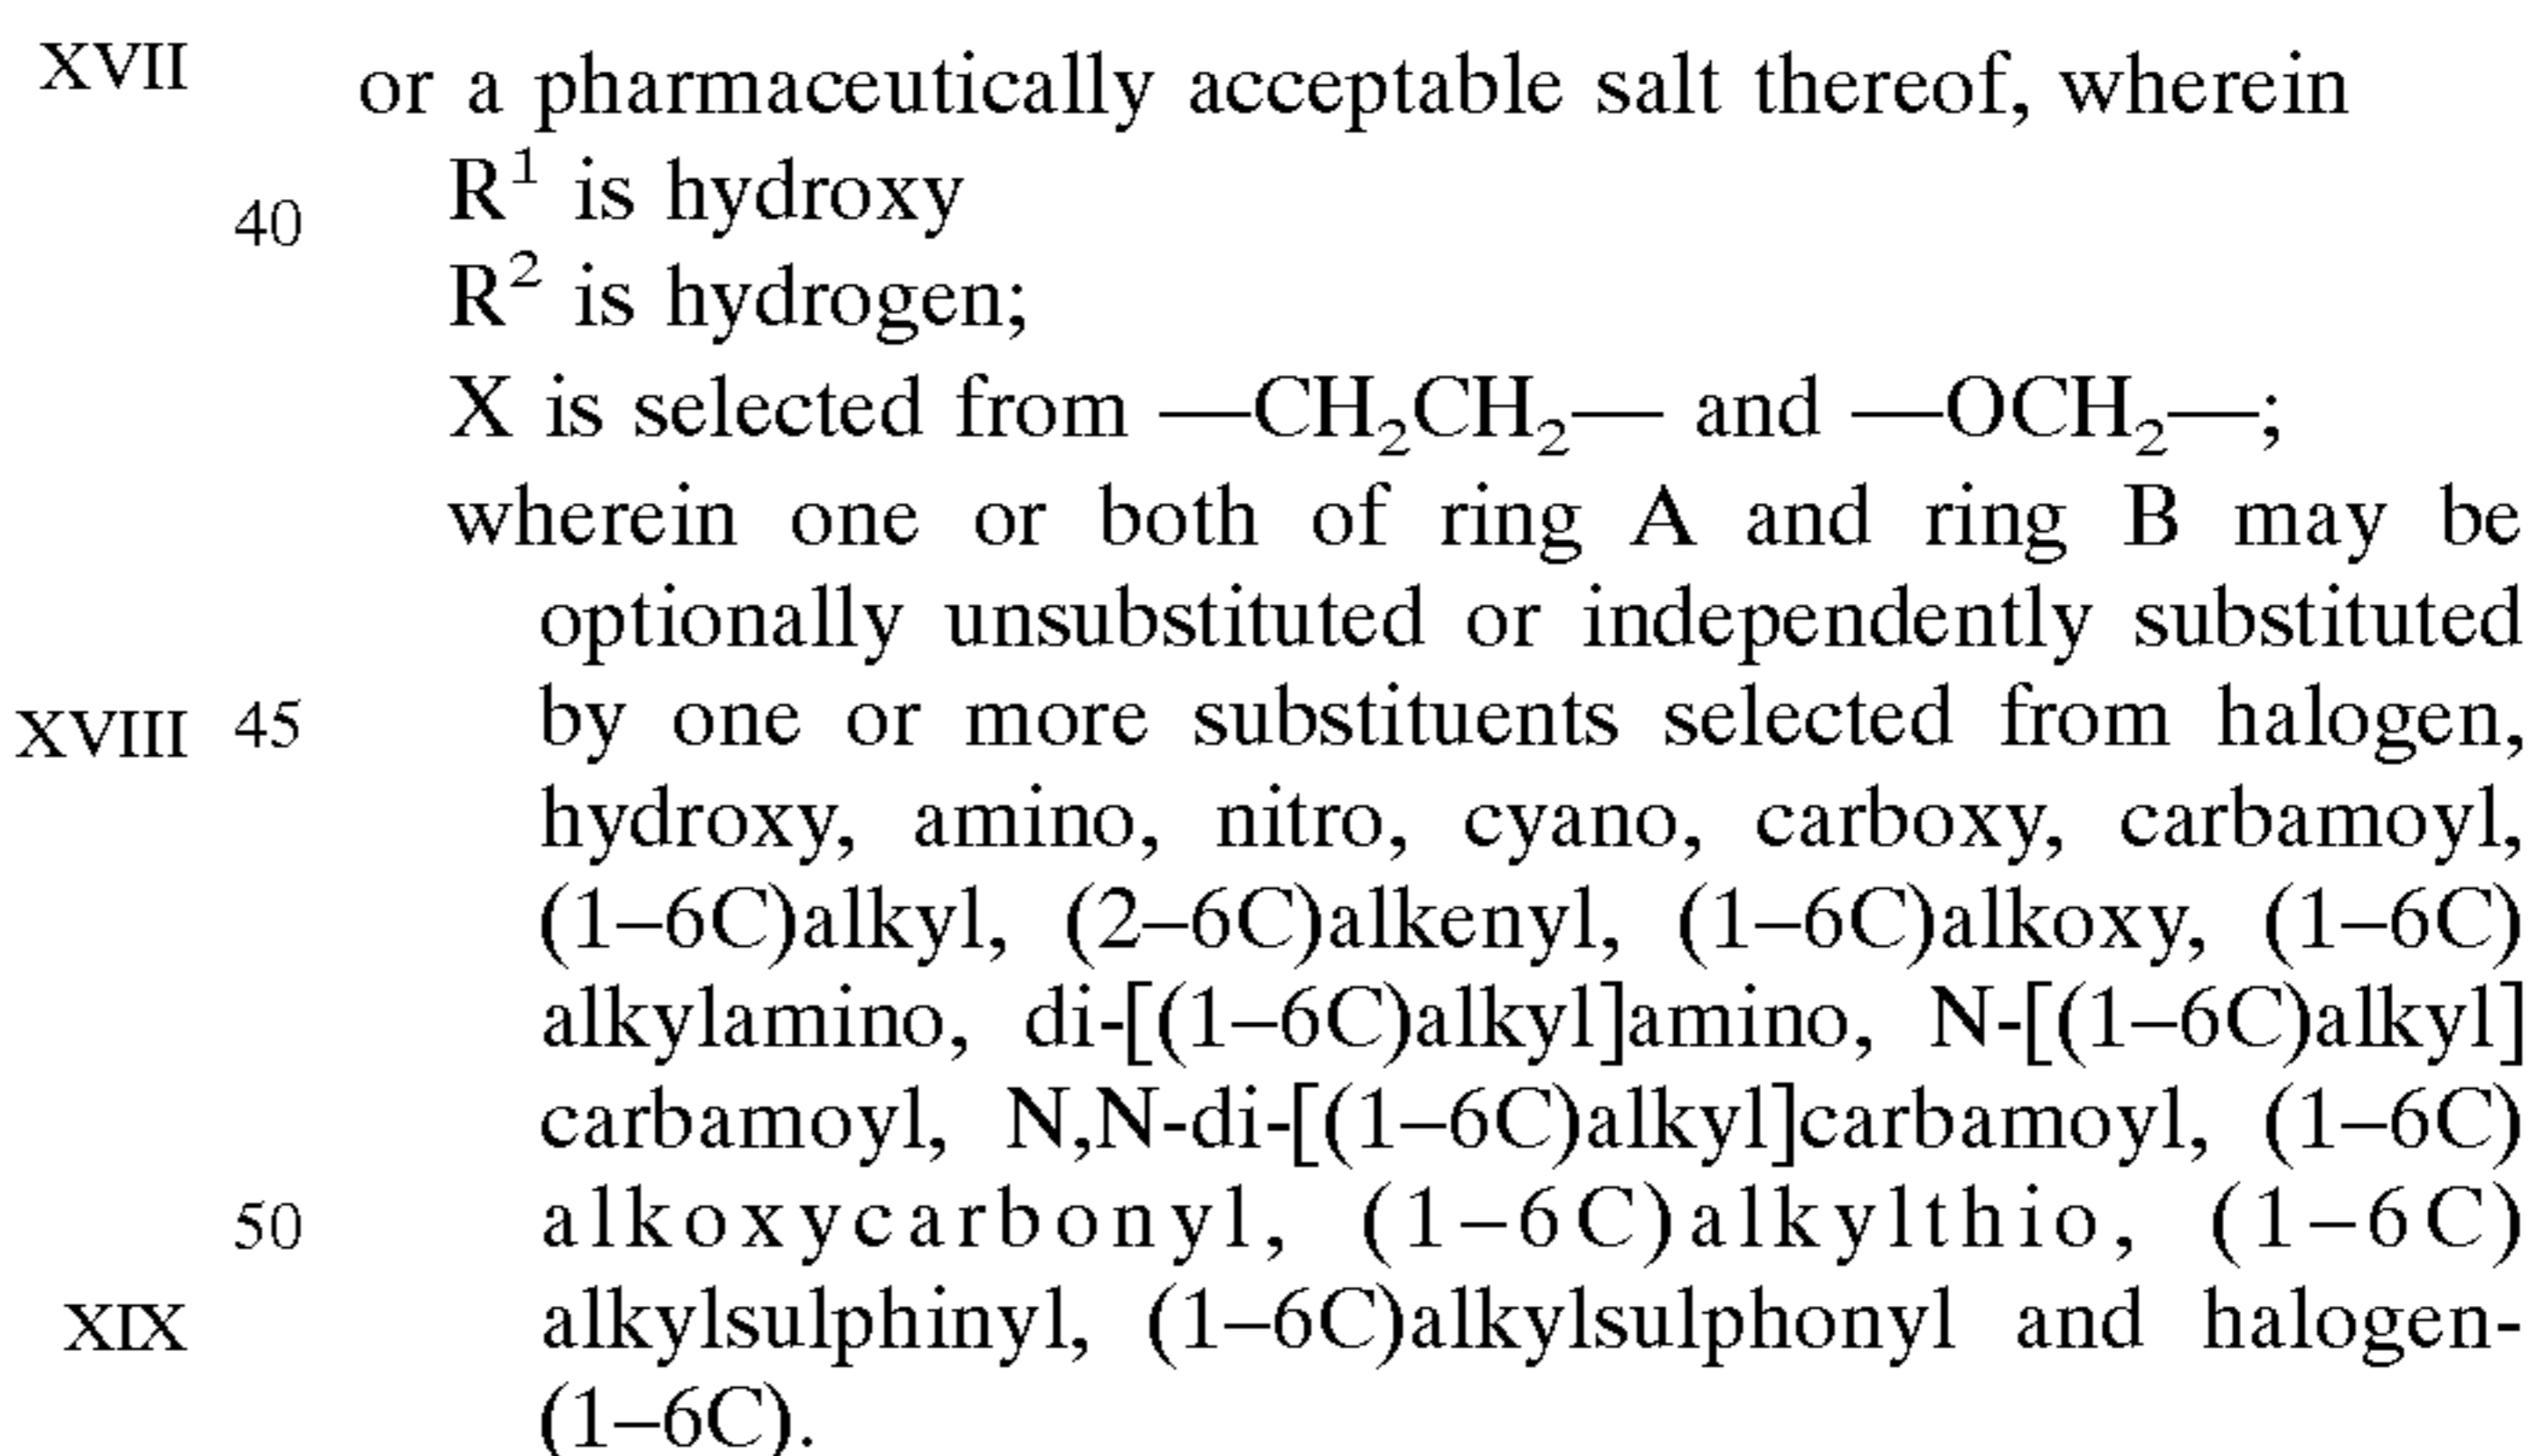 XVII or a pharmaceutically acceptable salt thereof, wherein
40 R¹ is hydroxy
R² is hydrogen;
X is selected from —CH₂CH₂— and —OCH₂—;
wherein one or both of ring A and ring B may be
optionally unsubstituted or independently substituted
XVIII 45 by one or more substituents selected from halogen,
hydroxy, amino, nitro, cyano, carboxy, carbamoyl,
(1–6C)alkyl, (2–6C)alkenyl, (1–6C)alkoxy, (1–6C)
alkylamino, di-[(1–6C)alkyl]amino, N-[(1–6C)alkyl]
carbamoyl, N,N-di-[(1–6C)alkyl]carbamoyl, (1–6C)
50 alkoxycarbonyl, (1–6C)alkylthio, (1–6C)
XIX alkylsulphinyl, (1–6C)alkylsulphonyl and halogen-
(1–6C).